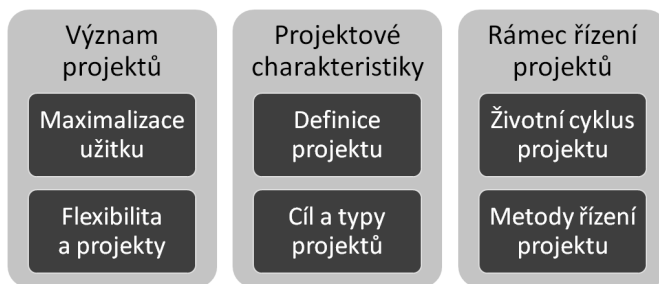 Význam
projektů
Maximalizace
užitku
Flexibilita
a projekty
Projektové
charakteristiky
Definice
projektu
Cíl a typy
projektů
Rámec řízení
projektů
Životní cyklus
projektu
Metody řízení
projektu